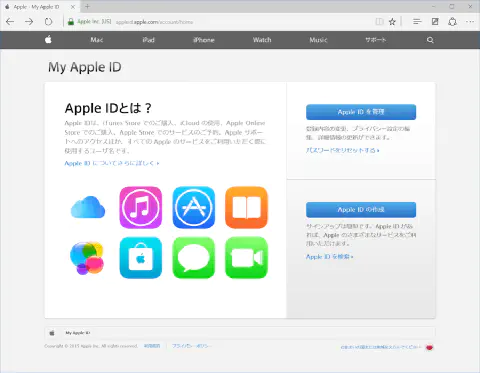 Apple - My Apple ID
Apple Inc. [US] appleid.apple.com/account/home
Mac iPad iPhone Watch Music サポート
My Apple ID
Apple IDとは?
Apple IDは、iTunes Store でのご購入、iCloud の使用、Apple Online
Store でのご購入、Apple Store でのサービスのご予約、Apple サポー
トへのアクセスほか、すべての Apple のサービスをご利用いただく際に
使用するユーザ名です。
Apple ID についてさらに詳しく
Apple ID を管理
登録内容の変更、プライバシー設定の管
理、詳細情報の更新ができます。
パスワードをリセットする
Apple ID の作成
サインアップは簡単です。Apple ID があ
れば、Apple のさまざまなサービスをご利
用いただけます。
Apple ID を検索
My Apple ID
Copyright © 2015 Apple Inc. All rights reserved. 利用規約 プライバシーポリシー